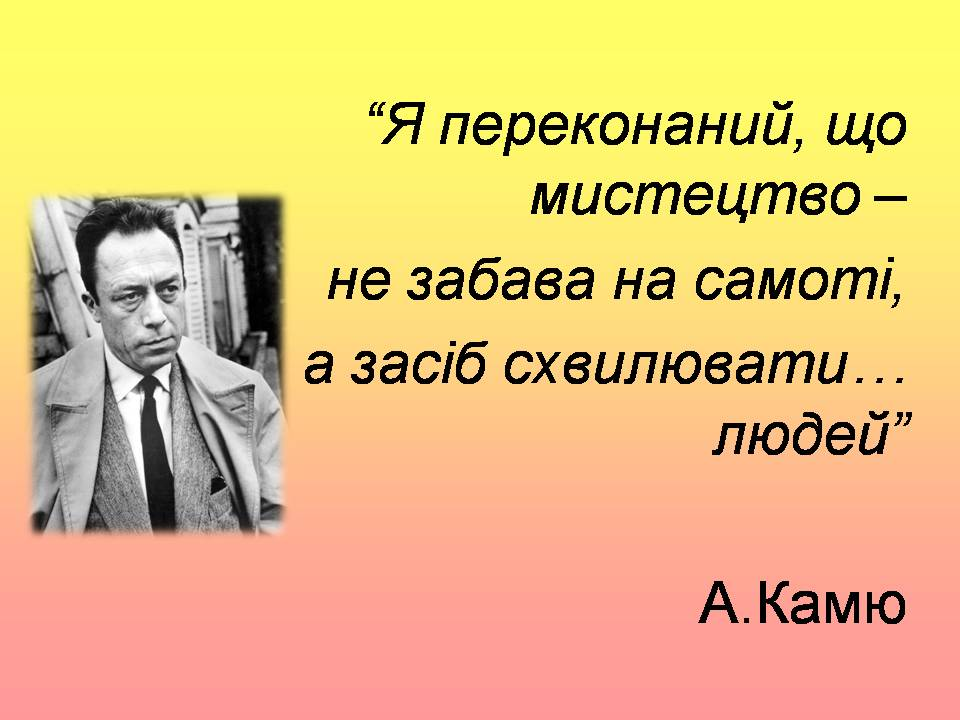 “Я переконаний, що
мистецтво –
не забава на самоті,
а засіб схвилювати…
людей”
А.Камю